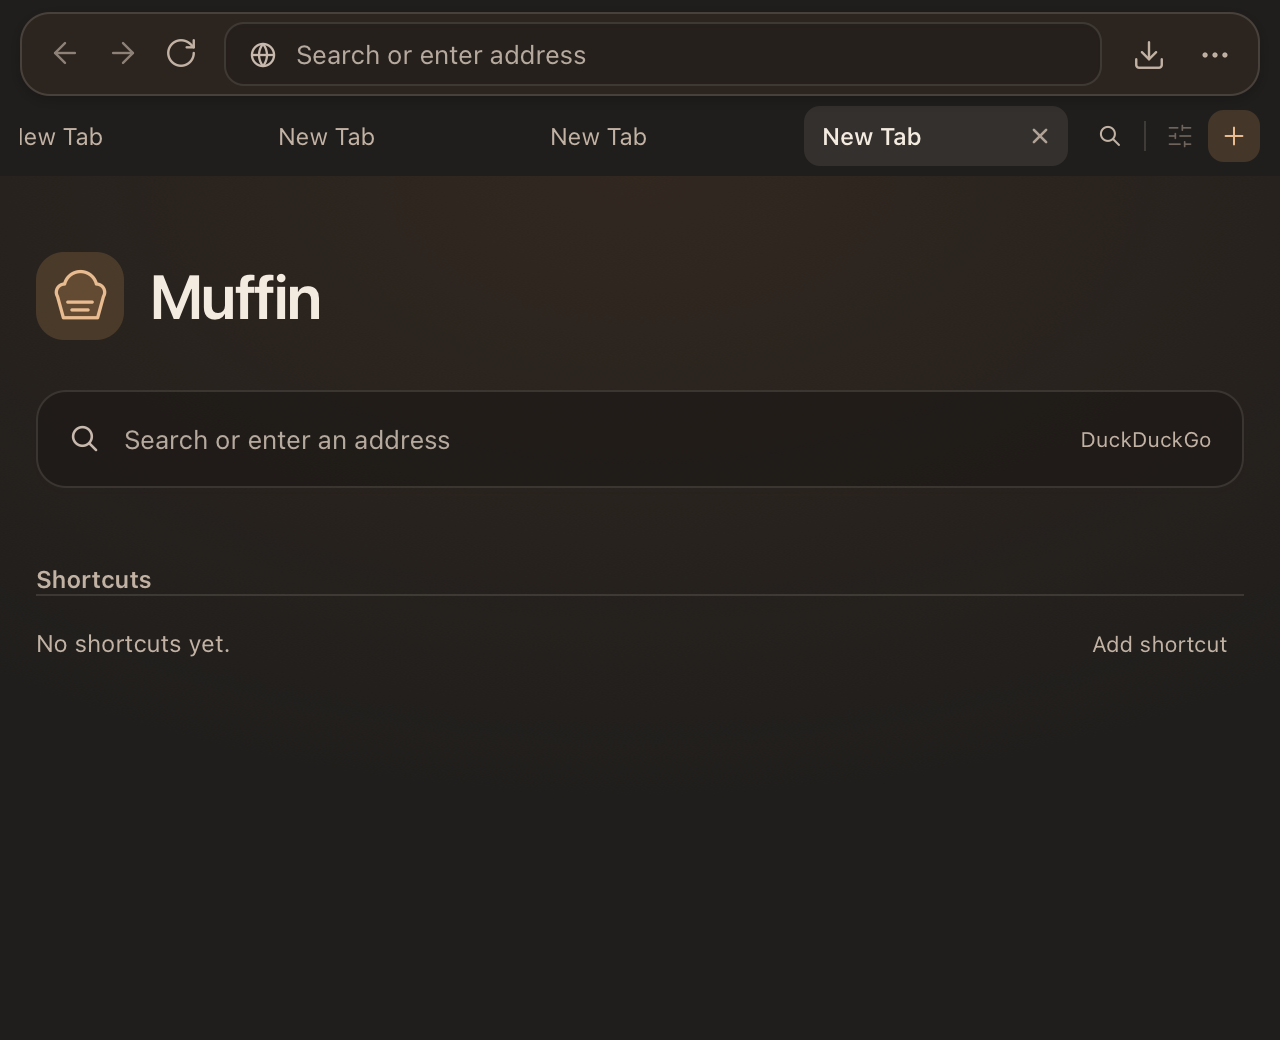 Search or enter address
lew Tab
New Tab
New Tab
New Tab
Muffin
Search or enter an address
DuckDuckGo
Shortcuts
No shortcuts yet.
Add shortcut